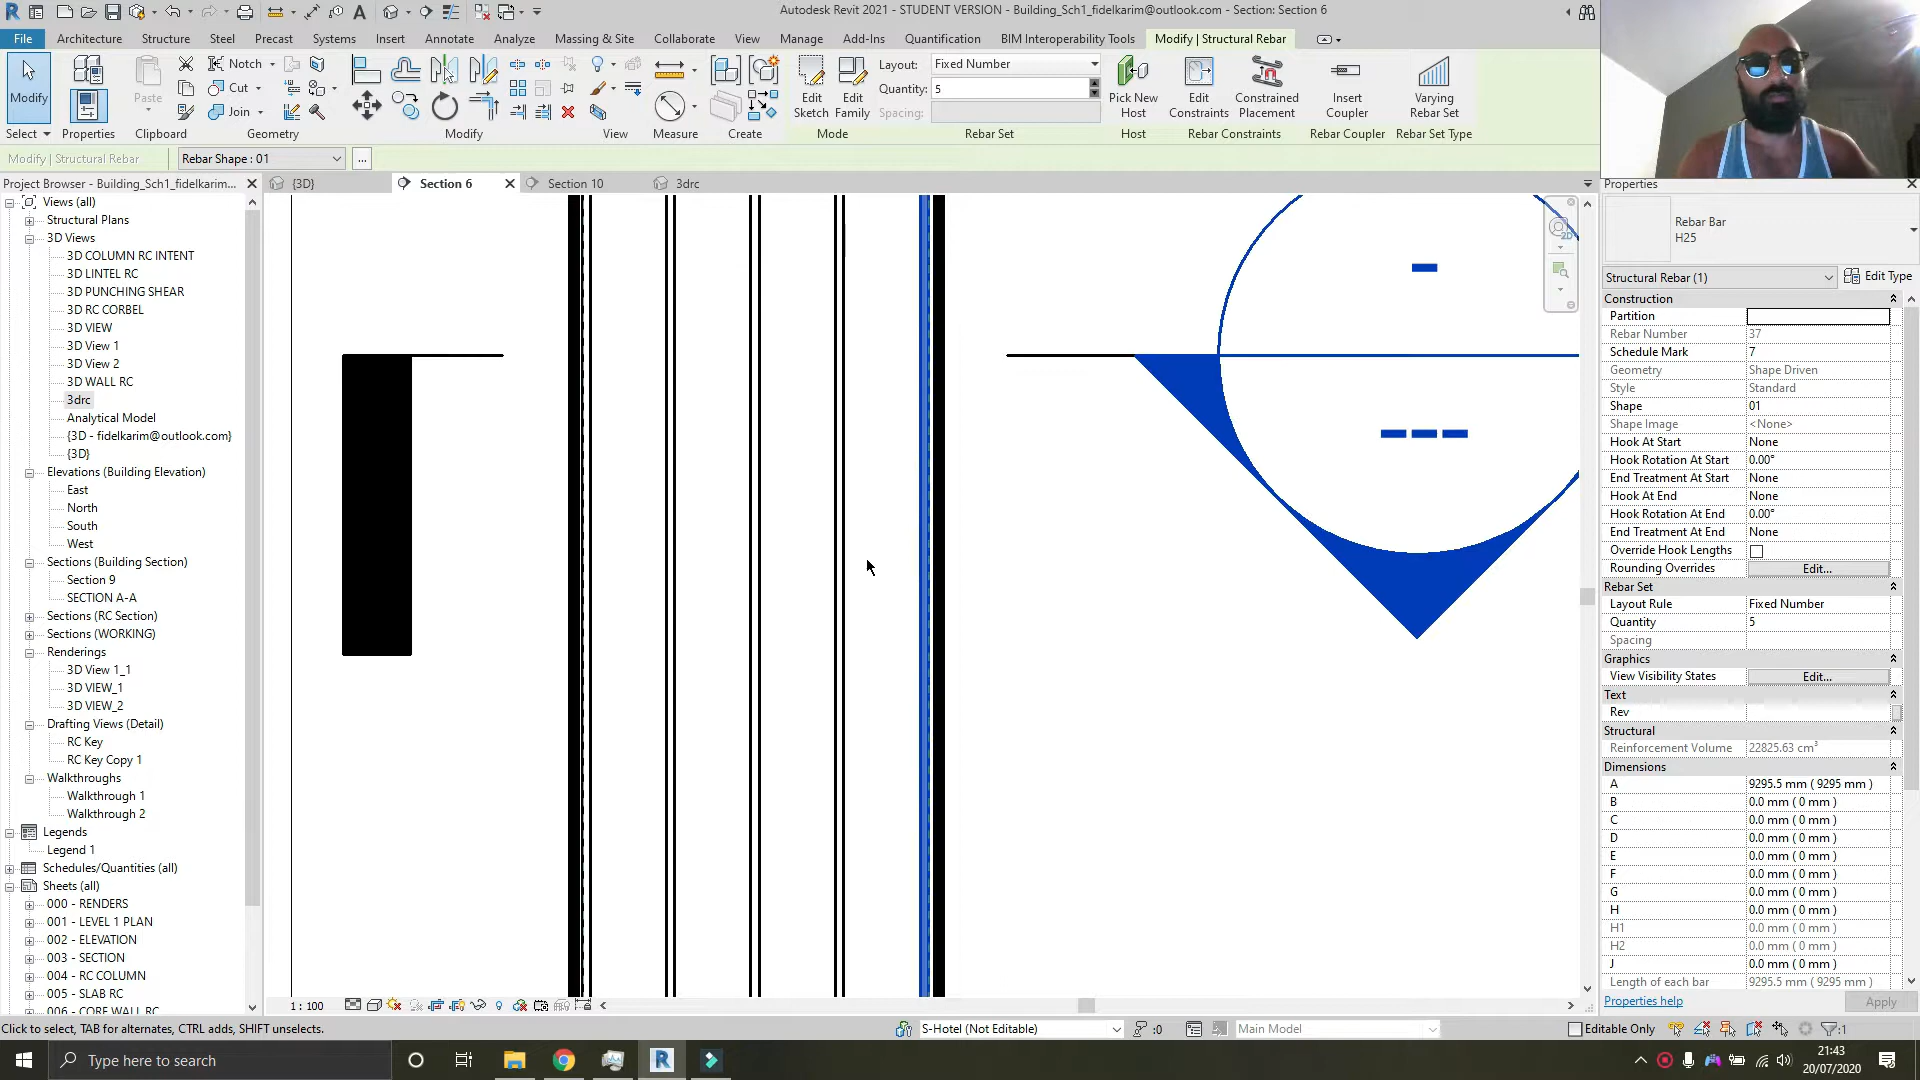 Autodesk Revit 2021 - STUDENT VERSION - Building_Sch1_fidelkarim@outlook.com - Section: Section 6
File Architecture Structure Steel Precast Systems Insert Annotate Analyze Massing & Site Collaborate View Manage Add-Ins Quantification BIM Interoperability Tools Modify | Structural Rebar
Modify
Select
Properties
Paste
Clipboard
Notch
Cut
Join
Geometry
Modify
View
Measure
Create
Edit Sketch
Edit Family
Mode
Layout: Fixed Number
Quantity: 5
Spacing:
Rebar Set
Pick New Host
Host
Edit Constraints
Constrained Placement
Rebar Constraints
Insert Coupler
Rebar Coupler
Varying Rebar Set
Rebar Set Type
Modify | Structural Rebar
Rebar Shape : 01
...
Project Browser - Building_Sch1_fidelkarim...
{3D}
Section 6
Section 10
3drc
Views (all)
Structural Plans
3D Views
3D COLUMN RC INTENT
3D LINTEL RC
3D PUNCHING SHEAR
3D RC CORBEL
3D VIEW
3D View 1
3D View 2
3D WALL RC
3drc
Analytical Model
{3D - fidelkarim@outlook.com}
{3D}
Elevations (Building Elevation)
East
North
South
West
Sections (Building Section)
Section 9
SECTION A-A
Sections (RC Section)
Sections (WORKING)
Renderings
3D View 1_1
3D VIEW_1
3D VIEW_2
Drafting Views (Detail)
RC Key
RC Key Copy 1
Walkthroughs
Walkthrough 1
Walkthrough 2
Legends
Legend 1
Schedules/Quantities (all)
Sheets (all)
000 - RENDERS
001 - LEVEL 1 PLAN
002 - ELEVATION
003 - SECTION
004 - RC COLUMN
005 - SLAB RC
006 - CORE WALL RC
2D
Properties
Rebar Bar
H25
Structural Rebar (1)
Edit Type
Construction
Partition
Rebar Number 37
Schedule Mark 7
Geometry Shape Driven
Style Standard
Shape 01
Shape Image <None>
Hook At Start None
Hook Rotation At Start 0.00°
End Treatment At Start None
Hook At End None
Hook Rotation At End 0.00°
End Treatment At End None
Override Hook Lengths
Rounding Overrides Edit...
Rebar Set
Layout Rule Fixed Number
Quantity 5
Spacing
Graphics
View Visibility States Edit...
Text
Rev
Structural
Reinforcement Volume 22825.63 cm³
Dimensions
A 9295.5 mm ( 9295 mm )
B 0.0 mm ( 0 mm )
C 0.0 mm ( 0 mm )
D 0.0 mm ( 0 mm )
E 0.0 mm ( 0 mm )
F 0.0 mm ( 0 mm )
G 0.0 mm ( 0 mm )
H 0.0 mm ( 0 mm )
H1 0.0 mm ( 0 mm )
H2 0.0 mm ( 0 mm )
J 0.0 mm ( 0 mm )
Length of each bar 9295.5 mm ( 9295 mm )
Properties help
Apply
1 : 100
Click to select, TAB for alternates, CTRL adds, SHIFT unselects.
S-Hotel (Not Editable)
:0
Main Model
Editable Only
:1
Type here to search
21:43
20/07/2020